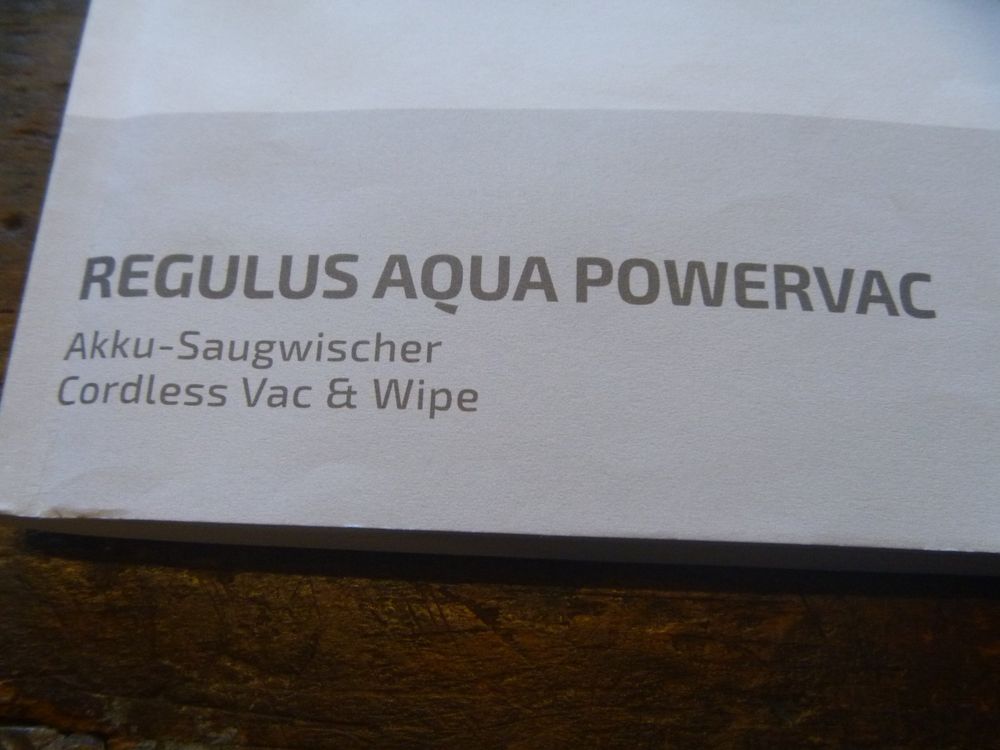 REGULUS AQUA POWERVAC
Akku-Saugwischer
Cordless Vac & Wipe